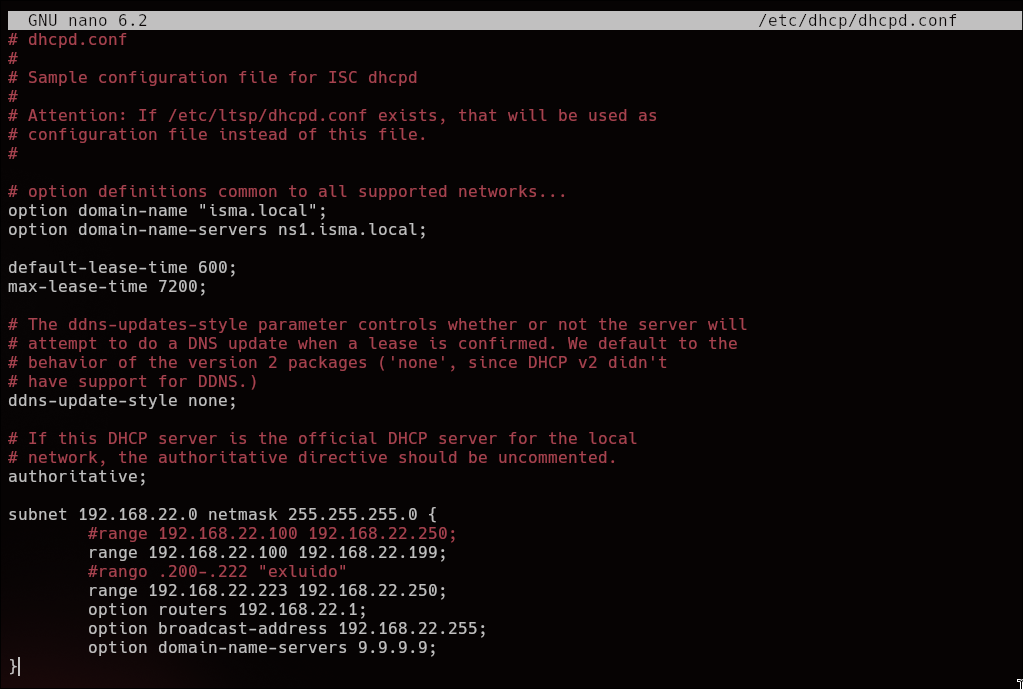 GNU nano 6.2 /etc/dhcp/dhcpd.conf
# dhcpd.conf
#
# Sample configuration file for ISC dhcpd
#
# Attention: If /etc/ltsp/dhcpd.conf exists, that will be used as
# configuration file instead of this file.
#
# option definitions common to all supported networks...
option domain-name "isma.local";
option domain-name-servers ns1.isma.local;
default-lease-time 600;
max-lease-time 7200;
# The ddns-updates-style parameter controls whether or not the server will
# attempt to do a DNS update when a lease is confirmed. We default to the
# behavior of the version 2 packages ('none', since DHCP v2 didn't
# have support for DDNS.)
ddns-update-style none;
# If this DHCP server is the official DHCP server for the local
# network, the authoritative directive should be uncommented.
authoritative;
subnet 192.168.22.0 netmask 255.255.255.0 {
#range 192.168.22.100 192.168.22.250;
range 192.168.22.100 192.168.22.199;
#rango .200-.222 "exluido"
range 192.168.22.223 192.168.22.250;
option routers 192.168.22.1;
option broadcast-address 192.168.22.255;
option domain-name-servers 9.9.9.9;
}